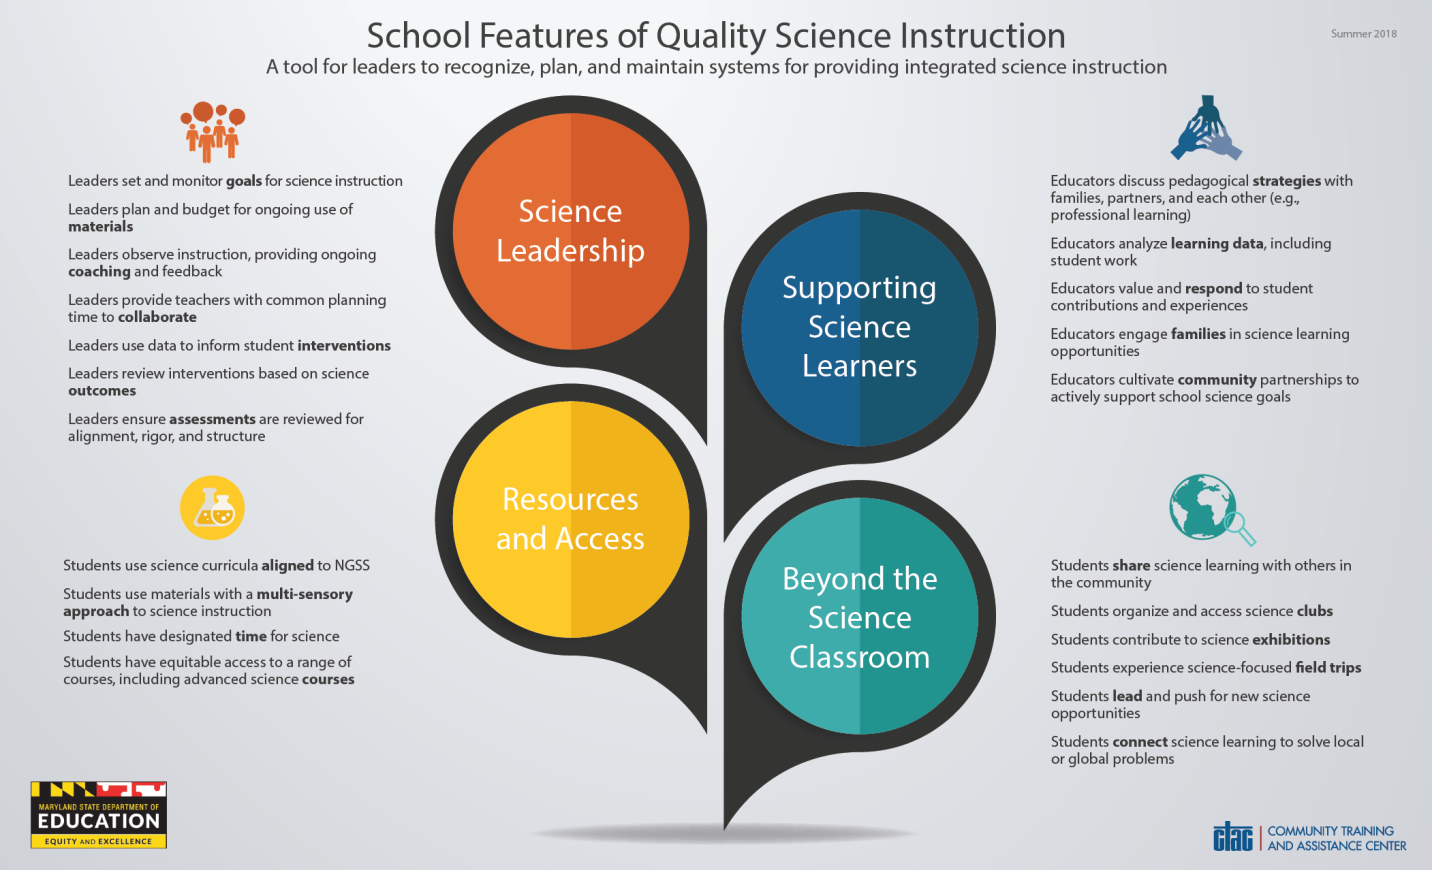 School Features of Quality Science Instruction
A tool for leaders to recognize, plan, and maintain systems for providing integrated science instruction
Summer 2018
Leaders set and monitor goals for science instruction
Leaders plan and budget for ongoing use of
materials
Leaders observe instruction, providing ongoing
coaching and feedback
Leaders provide teachers with common planning
time to collaborate
Leaders use data to inform student interventions
Leaders review interventions based on science
outcomes
Leaders ensure assessments are reviewed for
alignment, rigor, and structure
Science
Leadership
Supporting
Science
Learners
Educators discuss pedagogical strategies with
families, partners, and each other (e.g.,
professional learning)
Educators analyze learning data, including
student work
Educators value and respond to student
contributions and experiences
Educators engage families in science learning
opportunities
Educators cultivate community partnerships to
actively support school science goals
Students use science curricula aligned to NGSS
Students use materials with a multi-sensory
approach to science instruction
Students have designated time for science
Students have equitable access to a range of
courses, including advanced science courses
Resources
and Access
Beyond the
Science
Classroom
Students share science learning with others in
the community
Students organize and access science clubs
Students contribute to science exhibitions
Students experience science-focused field trips
Students lead and push for new science
opportunities
Students connect science learning to solve local
or global problems
MARYLAND STATE DEPARTMENT OF
EDUCATION
EQUITY AND EXCELLENCE
ctac
COMMUNITY TRAINING
AND ASSISTANCE CENTER